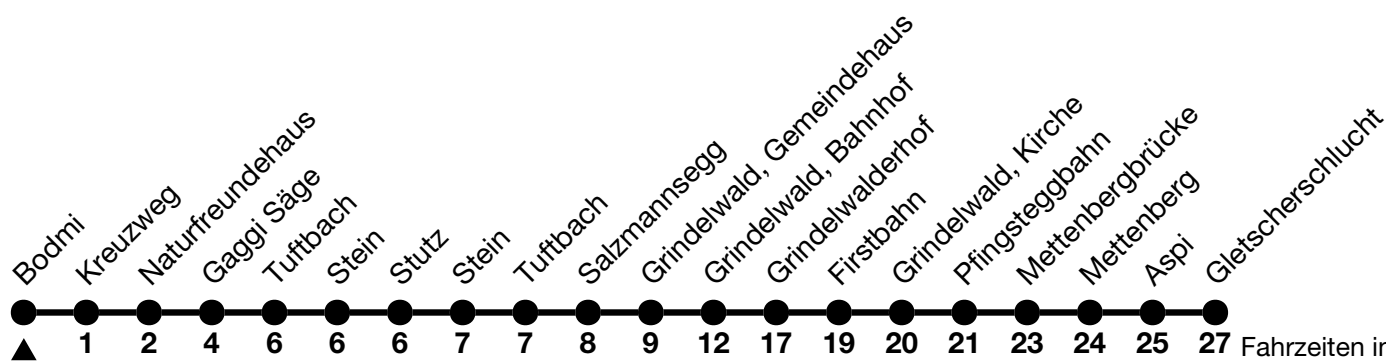 Bodmi
Kreuzweg
Naturfreundehaus
Gaggi Säge
Tuftbach
Stein
Stutz
Stein
Tuftbach
Salzmannsegg
Grindelwald, Gemeindehaus
Grindelwald, Bahnhof
Grindelwalderhof
Firstbahn
Grindelwald, Kirche
Pfingsteggbahn
Mettenbergbrücke
Mettenberg
Aspi
Gletscherschlucht
1 2 4 6 6 6 7 7 8 9 12 17 19 20 21 23 24 25 27 Fahrzeiten